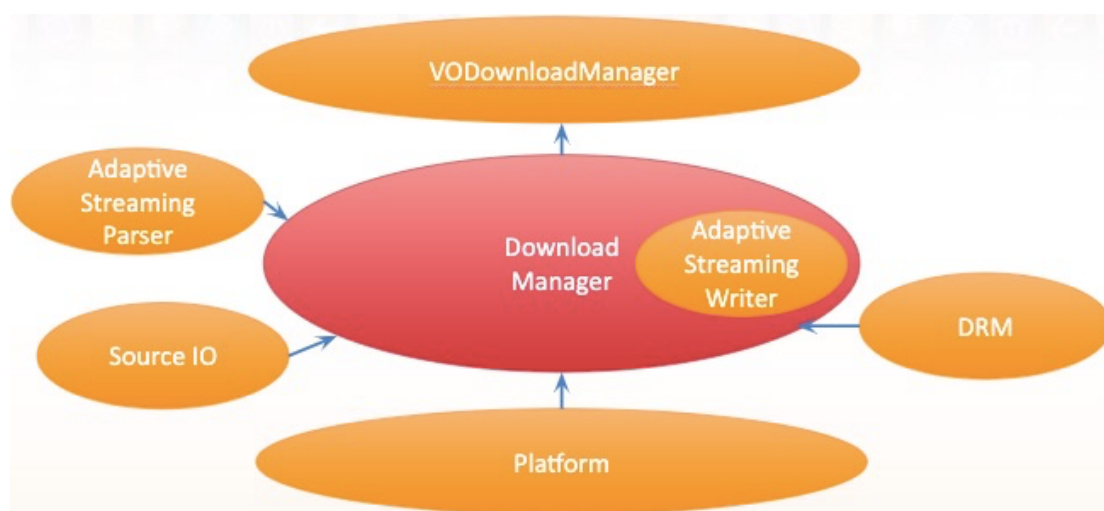 VODownloadManager
Adaptive
Streaming
Parser
Download
Manager
Adaptive
Streaming
Writer
Source IO
DRM
Platform